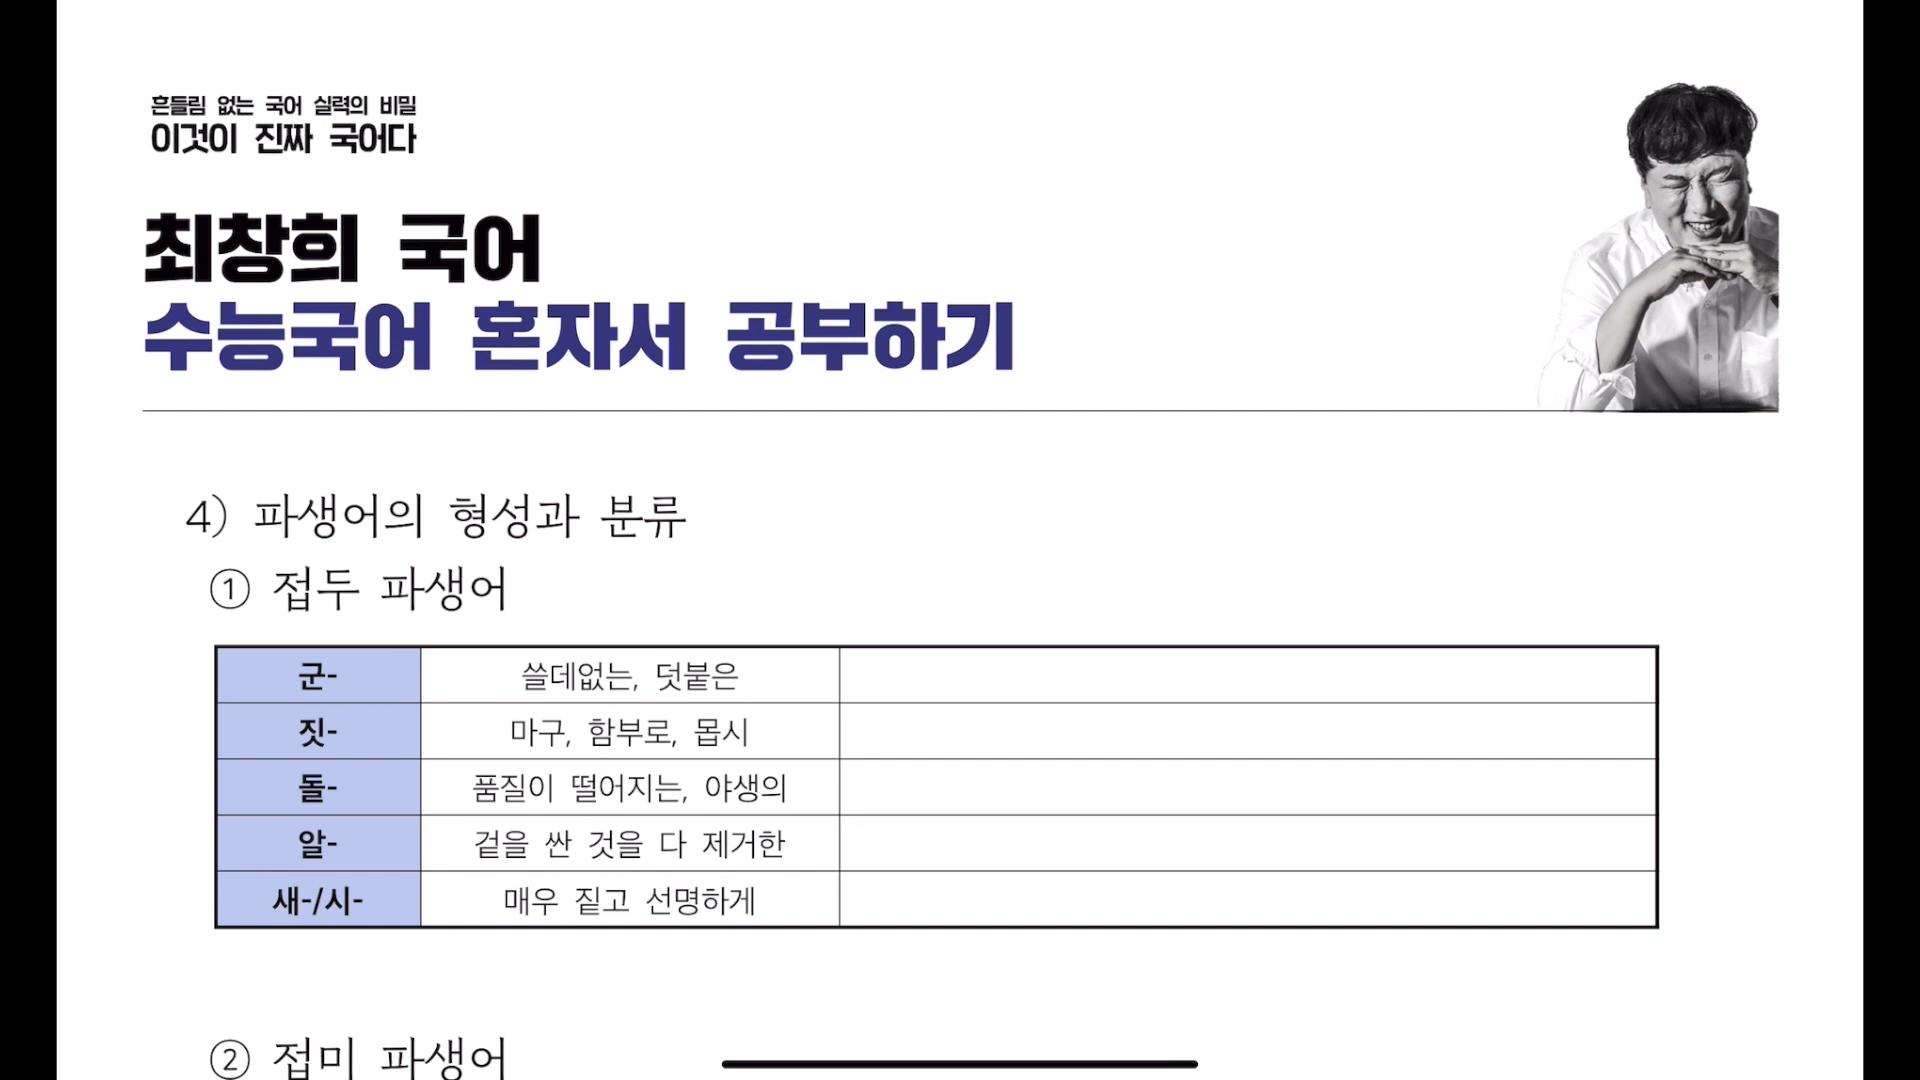 흔들림 없는 국어 실력의 비밀
이것이 진짜 국어다
최창희 국어
수능국어 혼자서 공부하기
4) 파생어의 형성과 분류
① 접두 파생어
군- 쓸데없는, 덧붙은
짓- 마구, 함부로, 몹시
돌- 품질이 떨어지는, 야생의
알- 겉을 싼 것을 다 제거한
새-/시- 매우 짙고 선명하게
② 접미 파생어